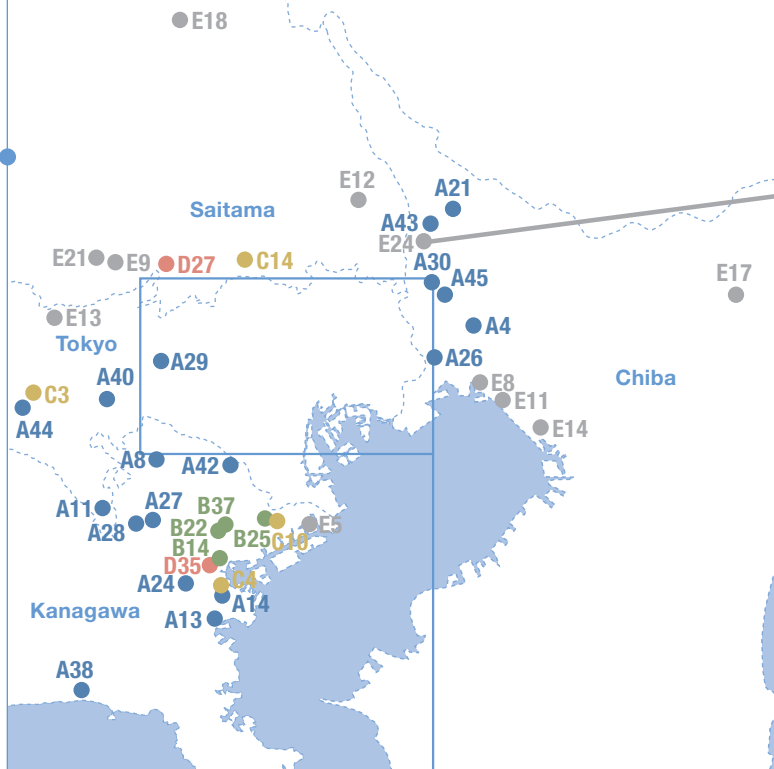 E18
E12
A21
Saitama
A43
E24
E21
E9
D27
C14
A30
A45
E17
E13
A4
Tokyo
A29
A26
A40
E8
Chiba
C3
E11
A44
E14
A8
A42
A11
A27
B37
A28
B22
B25
C10
E5
B14
D35
A24
C4
A14
Kanagawa
A13
A38